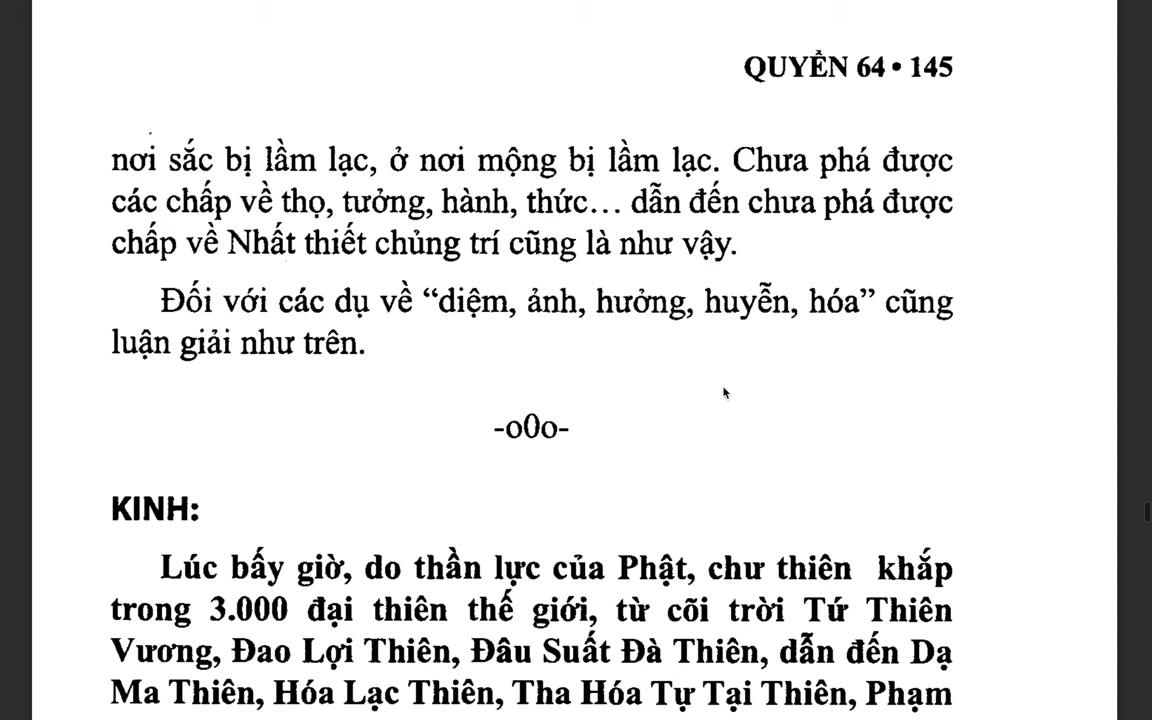 QUYỂN 64 • 145
nơi sắc bị lầm lạc, ở nơi mộng bị lầm lạc. Chưa phá được
các chấp về thọ, tưởng, hành, thức… dẫn đến chưa phá được
chấp về Nhất thiết chủng trí cũng là như vậy.
Đối với các dụ về “diệm, ảnh, hưởng, huyễn, hóa” cũng
luận giải như trên.
-o0o-
KINH:
Lúc bấy giờ, do thần lực của Phật, chư thiên khắp
trong 3.000 đại thiên thế giới, từ cõi trời Tứ Thiên
Vương, Đao Lợi Thiên, Đâu Suất Đà Thiên, dẫn đến Dạ
Ma Thiên, Hóa Lạc Thiên, Tha Hóa Tự Tại Thiên, Phạm